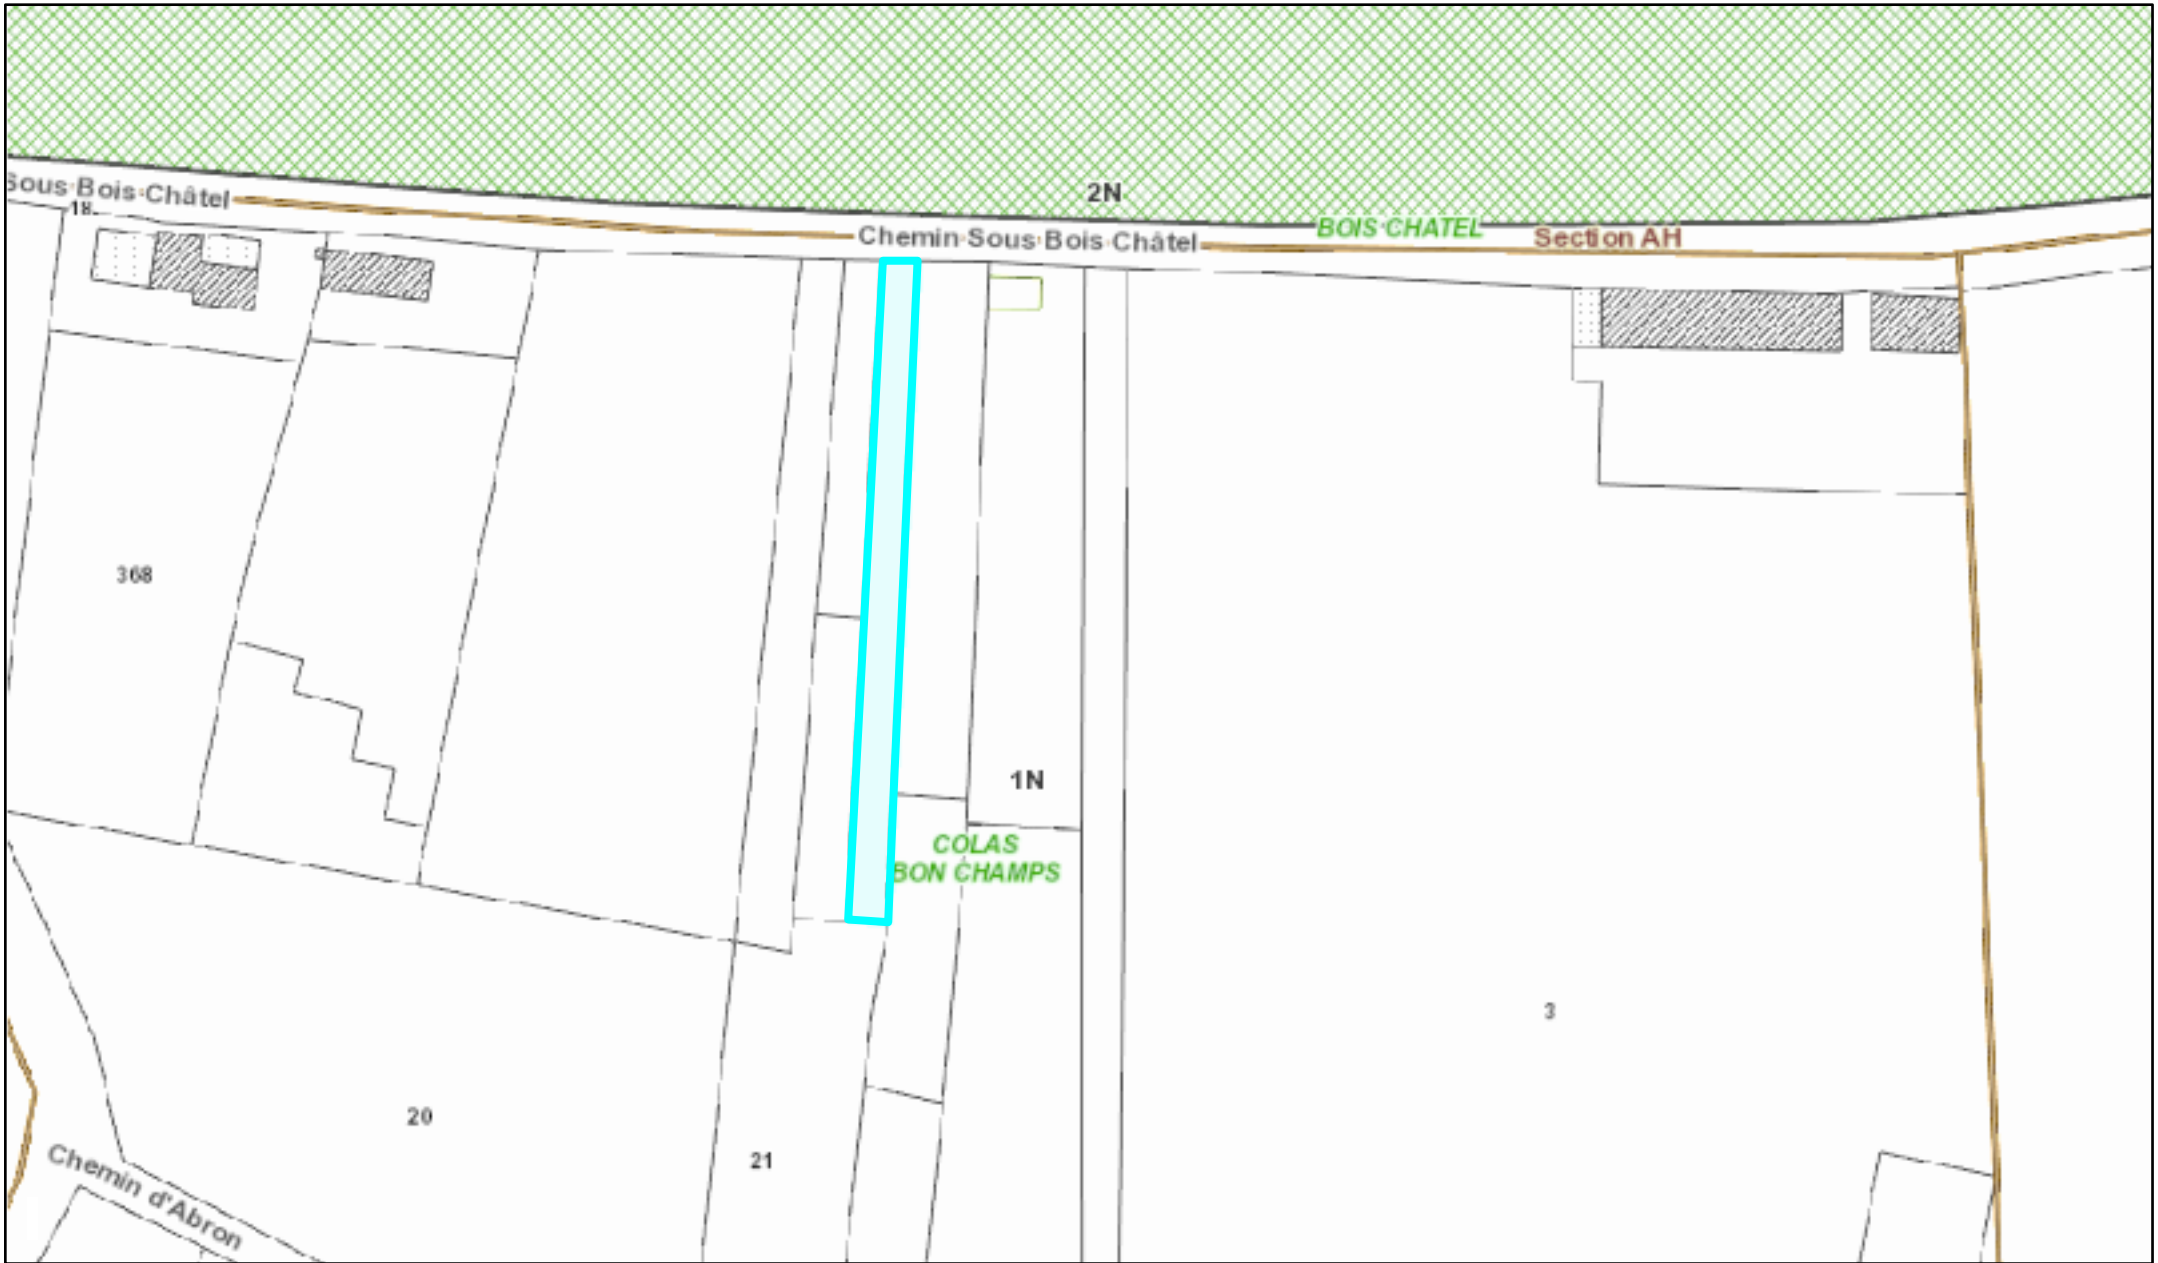 2N
Sous Bois Châtel
18
BOIS CHATEL
Chemin Sous Bois Châtel
Section AH
368
1N
COLAS
BON CHAMPS
3
20
21
Chemin d'Abron